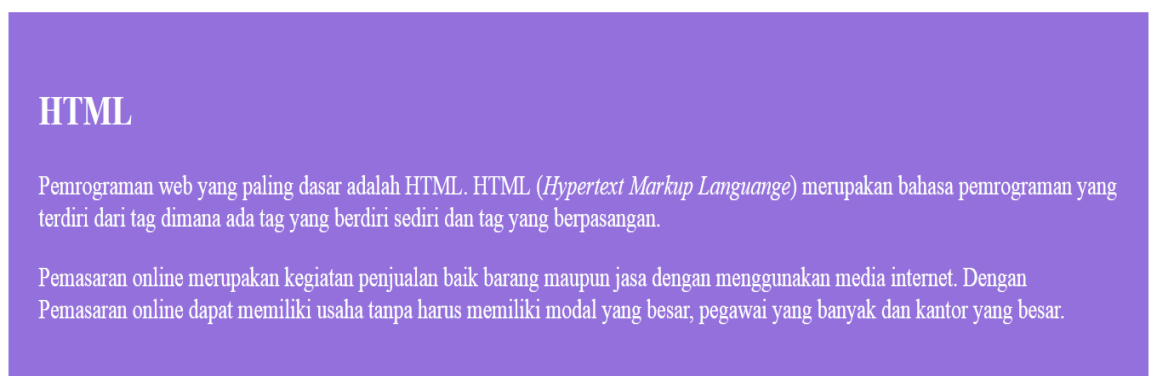 HTML
Pemrograman web yang paling dasar adalah HTML. HTML (Hypertext Markup Languange) merupakan bahasa pemrograman yang
terdiri dari tag dimana ada tag yang berdiri sediri dan tag yang berpasangan.
Pemasaran online merupakan kegiatan penjualan baik barang maupun jasa dengan menggunakan media internet. Dengan
Pemasaran online dapat memiliki usaha tanpa harus memiliki modal yang besar, pegawai yang banyak dan kantor yang besar.